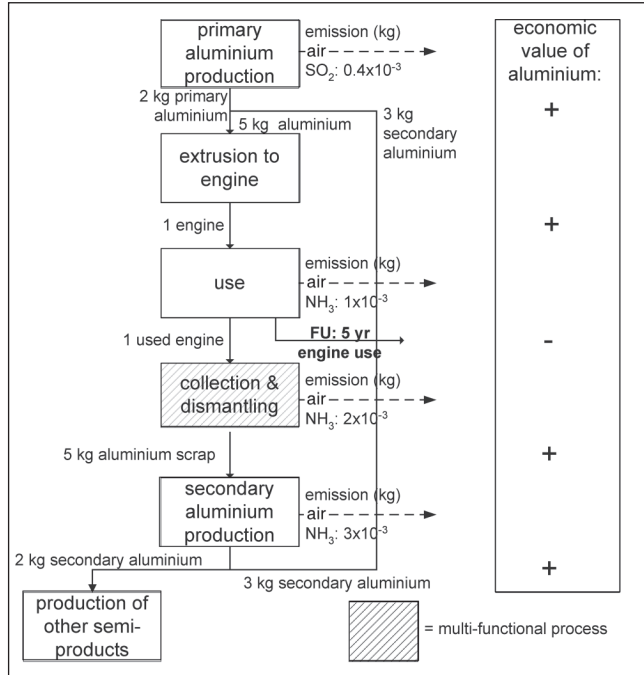 primary
aluminium
production
emission (kg)
air
SO₂: 0.4x10⁻³
2 kg primary
aluminium
5 kg aluminium
3 kg
secondary
aluminium
extrusion to
engine
1 engine
use
emission (kg)
air
NH₃: 1x10⁻³
1 used engine
FU: 5 yr
engine use
collection &
dismantling
emission (kg)
air
NH₃: 2x10⁻³
5 kg aluminium scrap
secondary
aluminium
production
emission (kg)
air
NH₃: 3x10⁻³
2 kg secondary aluminium
3 kg secondary aluminium
production of
other semi-
products
= multi-functional process
economic
value of
aluminium:
+
+
-
+
+